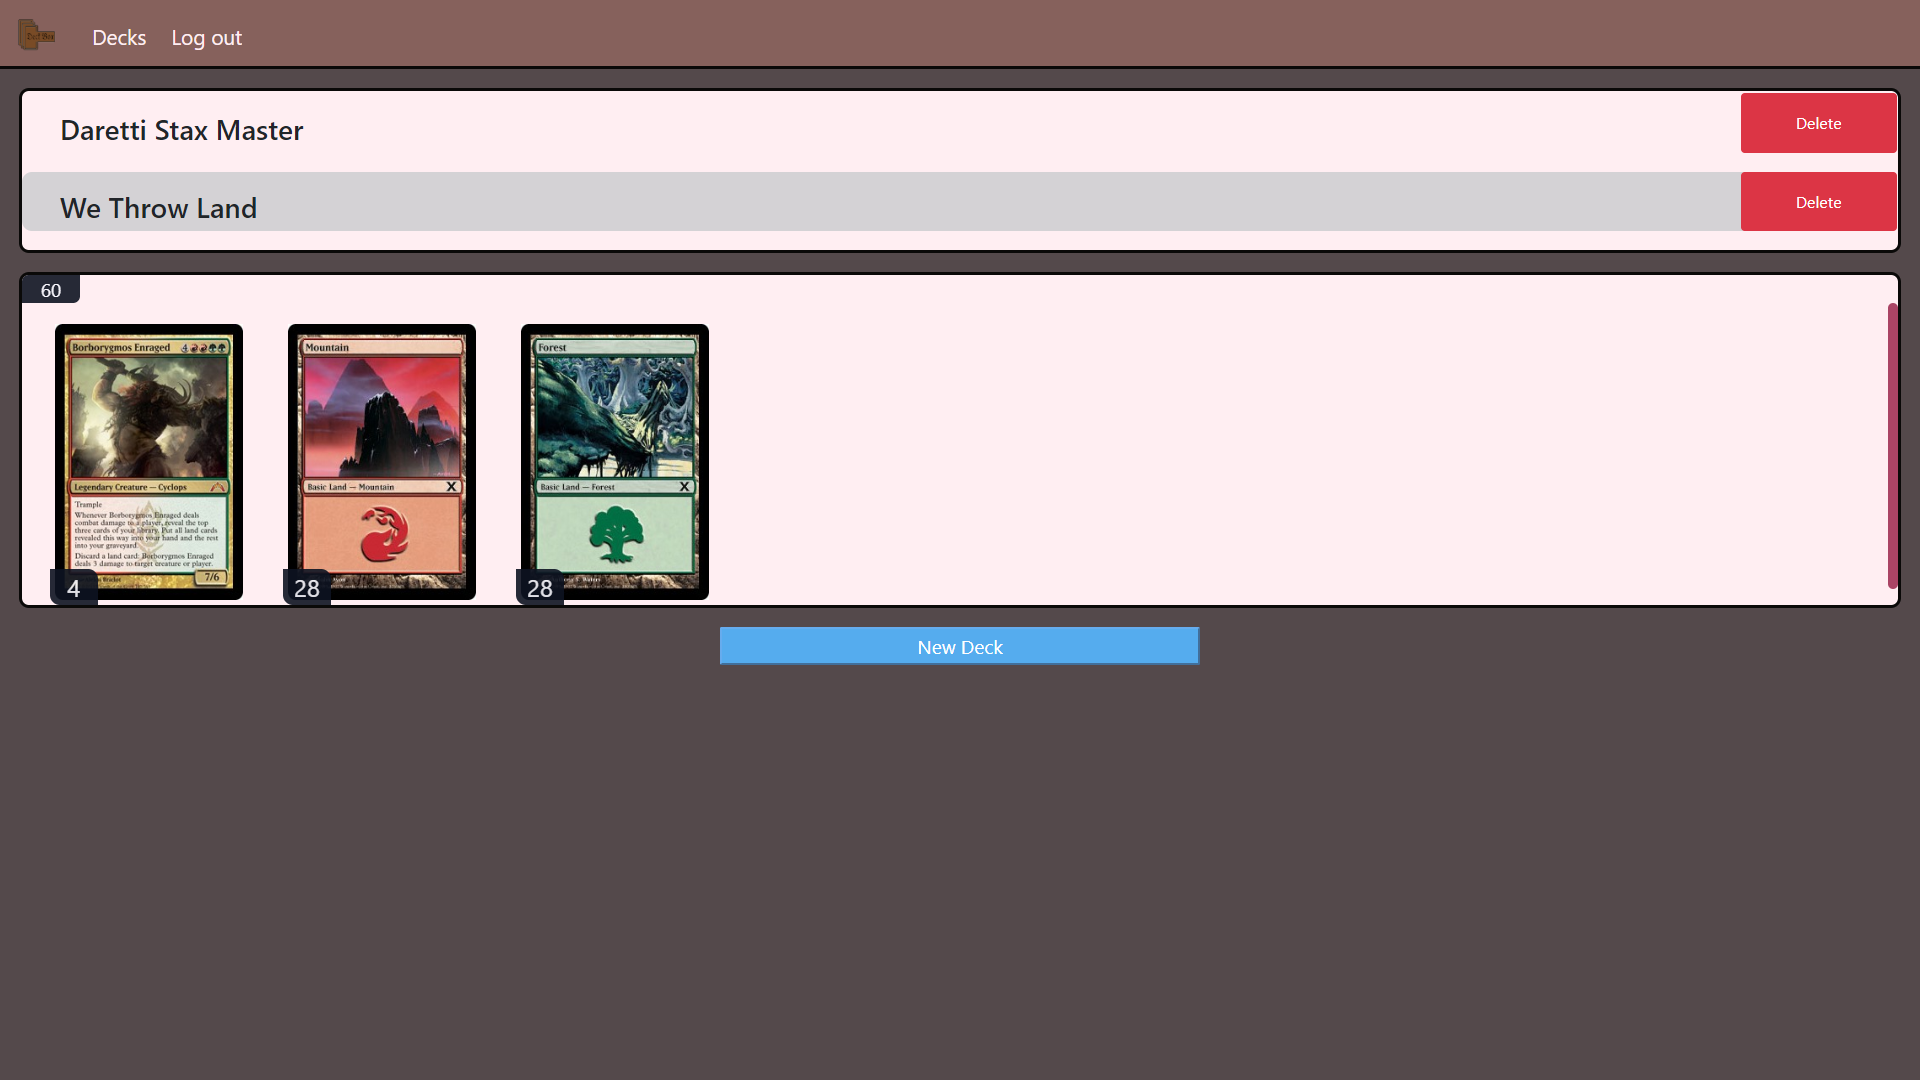 Decks Log out
Daretti Stax Master Delete
We Throw Land Delete
60
Borborygmos Enraged 4
Legendary Creature — Cyclops
Trample
Whenever Borborygmos Enraged deals
combat damage to a player, reveal the top
three cards of your library. Put all land cards
revealed this way into your hand and the rest
into your graveyard.
Discard a land card: Borborygmos Enraged
deals 3 damage to target creature or player.
7/6
4
Mountain
Basic Land — Mountain X
28
Forest
Basic Land — Forest X
28
New Deck